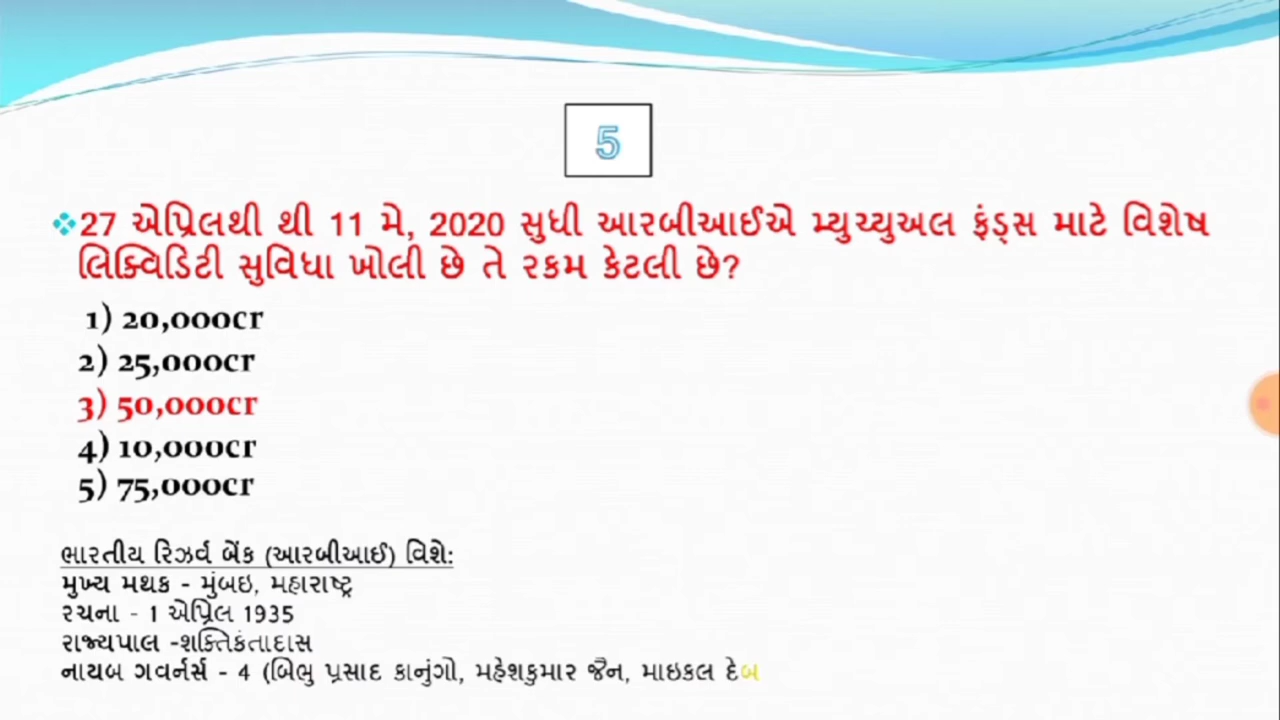 5
❖27 એપ્રિલથી થી 11 મે, 2020 સુધી આરબીઆઈએ મ્યુચ્યુઅલ ફંડ્સ માટે વિશેષ
લિક્વિડિટી સુવિધા ખોલી છે તે રકમ કેટલી છે?
1) 20,000cr
2) 25,000cr
3) 50,000cr
4) 10,000cr
5) 75,000cr
ભારતીય રિઝર્વ બેંક (આરબીઆઈ) વિશે:
મુખ્ય મથક - મુંબઇ, મહારાષ્ટ્ર
રચના - 1 એપ્રિલ 1935
રાજ્યપાલ -શક્તિકંતાદાસ
નાયબ ગવર્નર્સ - 4 (બિભુ પ્રસાદ કાનુંગો, મહેશકુમાર જૈન, માઇકલ દેબ